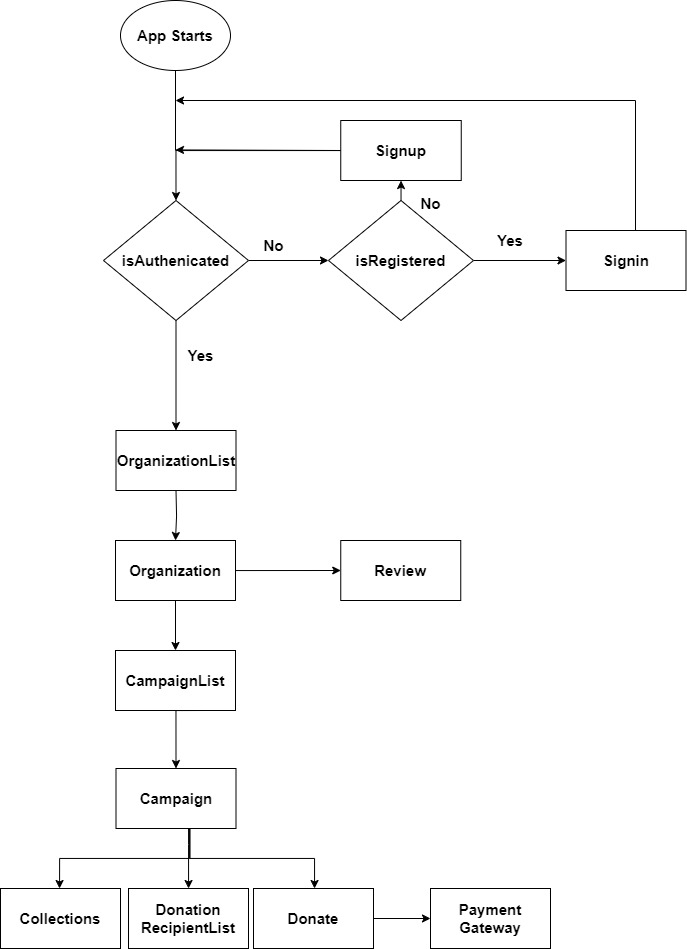 App Starts
Signup
No
isAuthenicated
No
isRegistered
Yes
Signin
Yes
OrganizationList
Organization
Review
CampaignList
Campaign
Collections
Donation
RecipientList
Donate
Payment
Gateway